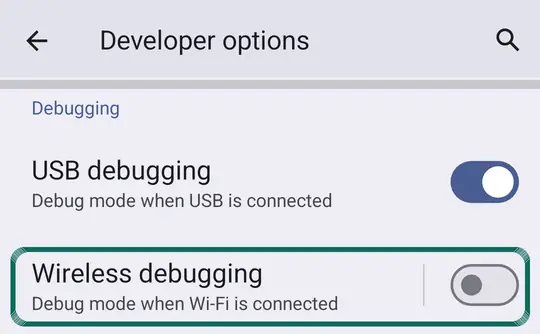 Developer options
Debugging
USB debugging
Debug mode when USB is connected
Wireless debugging
Debug mode when Wi-Fi is connected